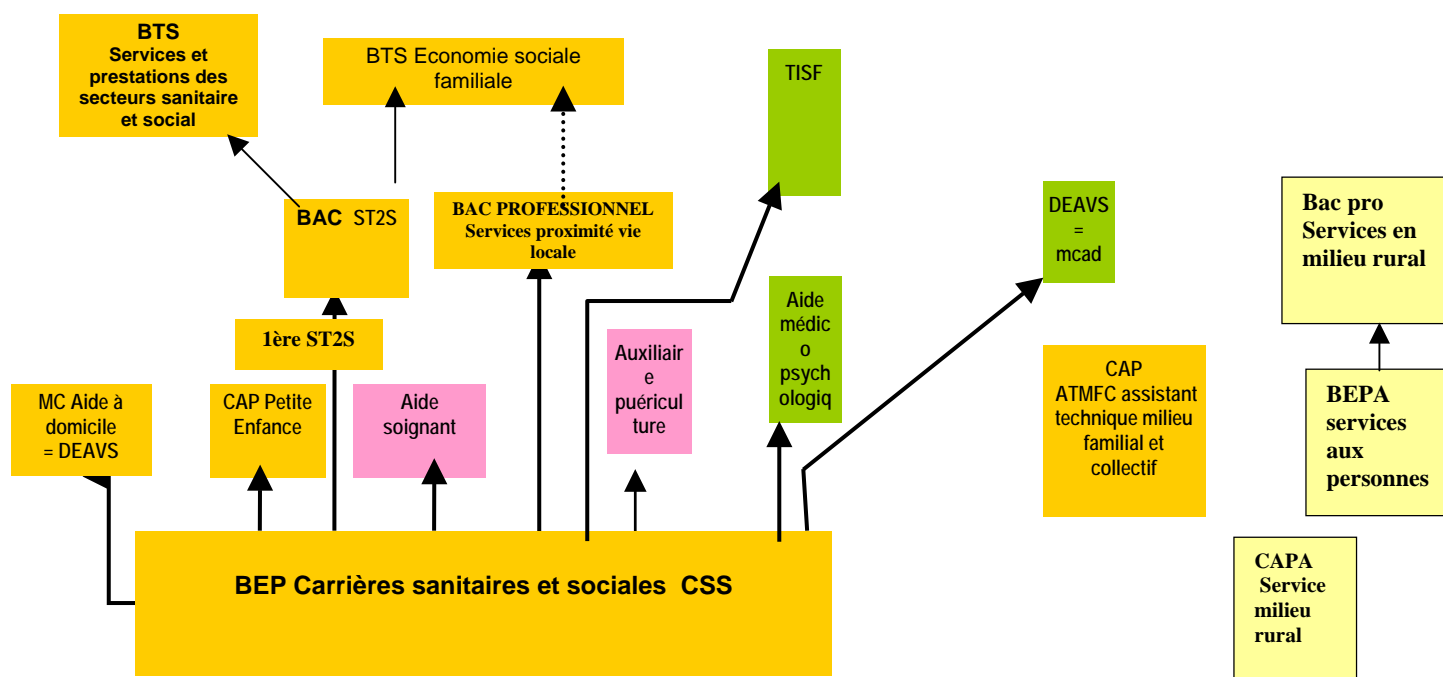 BTS
Services et
prestations des
secteurs sanitaire
et social
BTS Economie sociale
familiale
TISF
BAC ST2S
BAC PROFESSIONNEL
Services proximité vie
locale
DEAVS
=
mcad
Bac pro
Services en
milieu rural
1ère ST2S
Auxiliair
e
puéricul
ture
Aide
médic
o
psych
ologiq
CAP
ATMFC assistant
technique milieu
familial et
collectif
BEPA
services
aux
personnes
MC Aide à
domicile
= DEAVS
CAP Petite
Enfance
Aide
soignant
BEP Carrières sanitaires et sociales CSS
CAPA
Service
milieu
rural